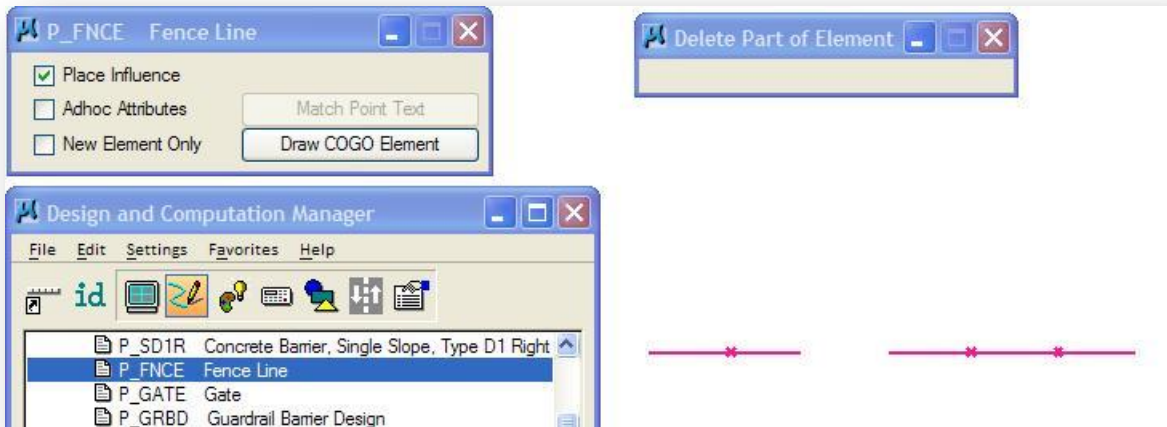 P_FNCE Fence Line
Place Influence
Adhoc Attributes
Match Point Text
New Element Only
Draw COGO Element
Delete Part of Element
Design and Computation Manager
File Edit Settings Favorites Help
id
P_SD1R Concrete Barrier, Single Slope, Type D1 Right
P_FNCE Fence Line
P_GATE Gate
P_GRBD Guardrail Barrier Design